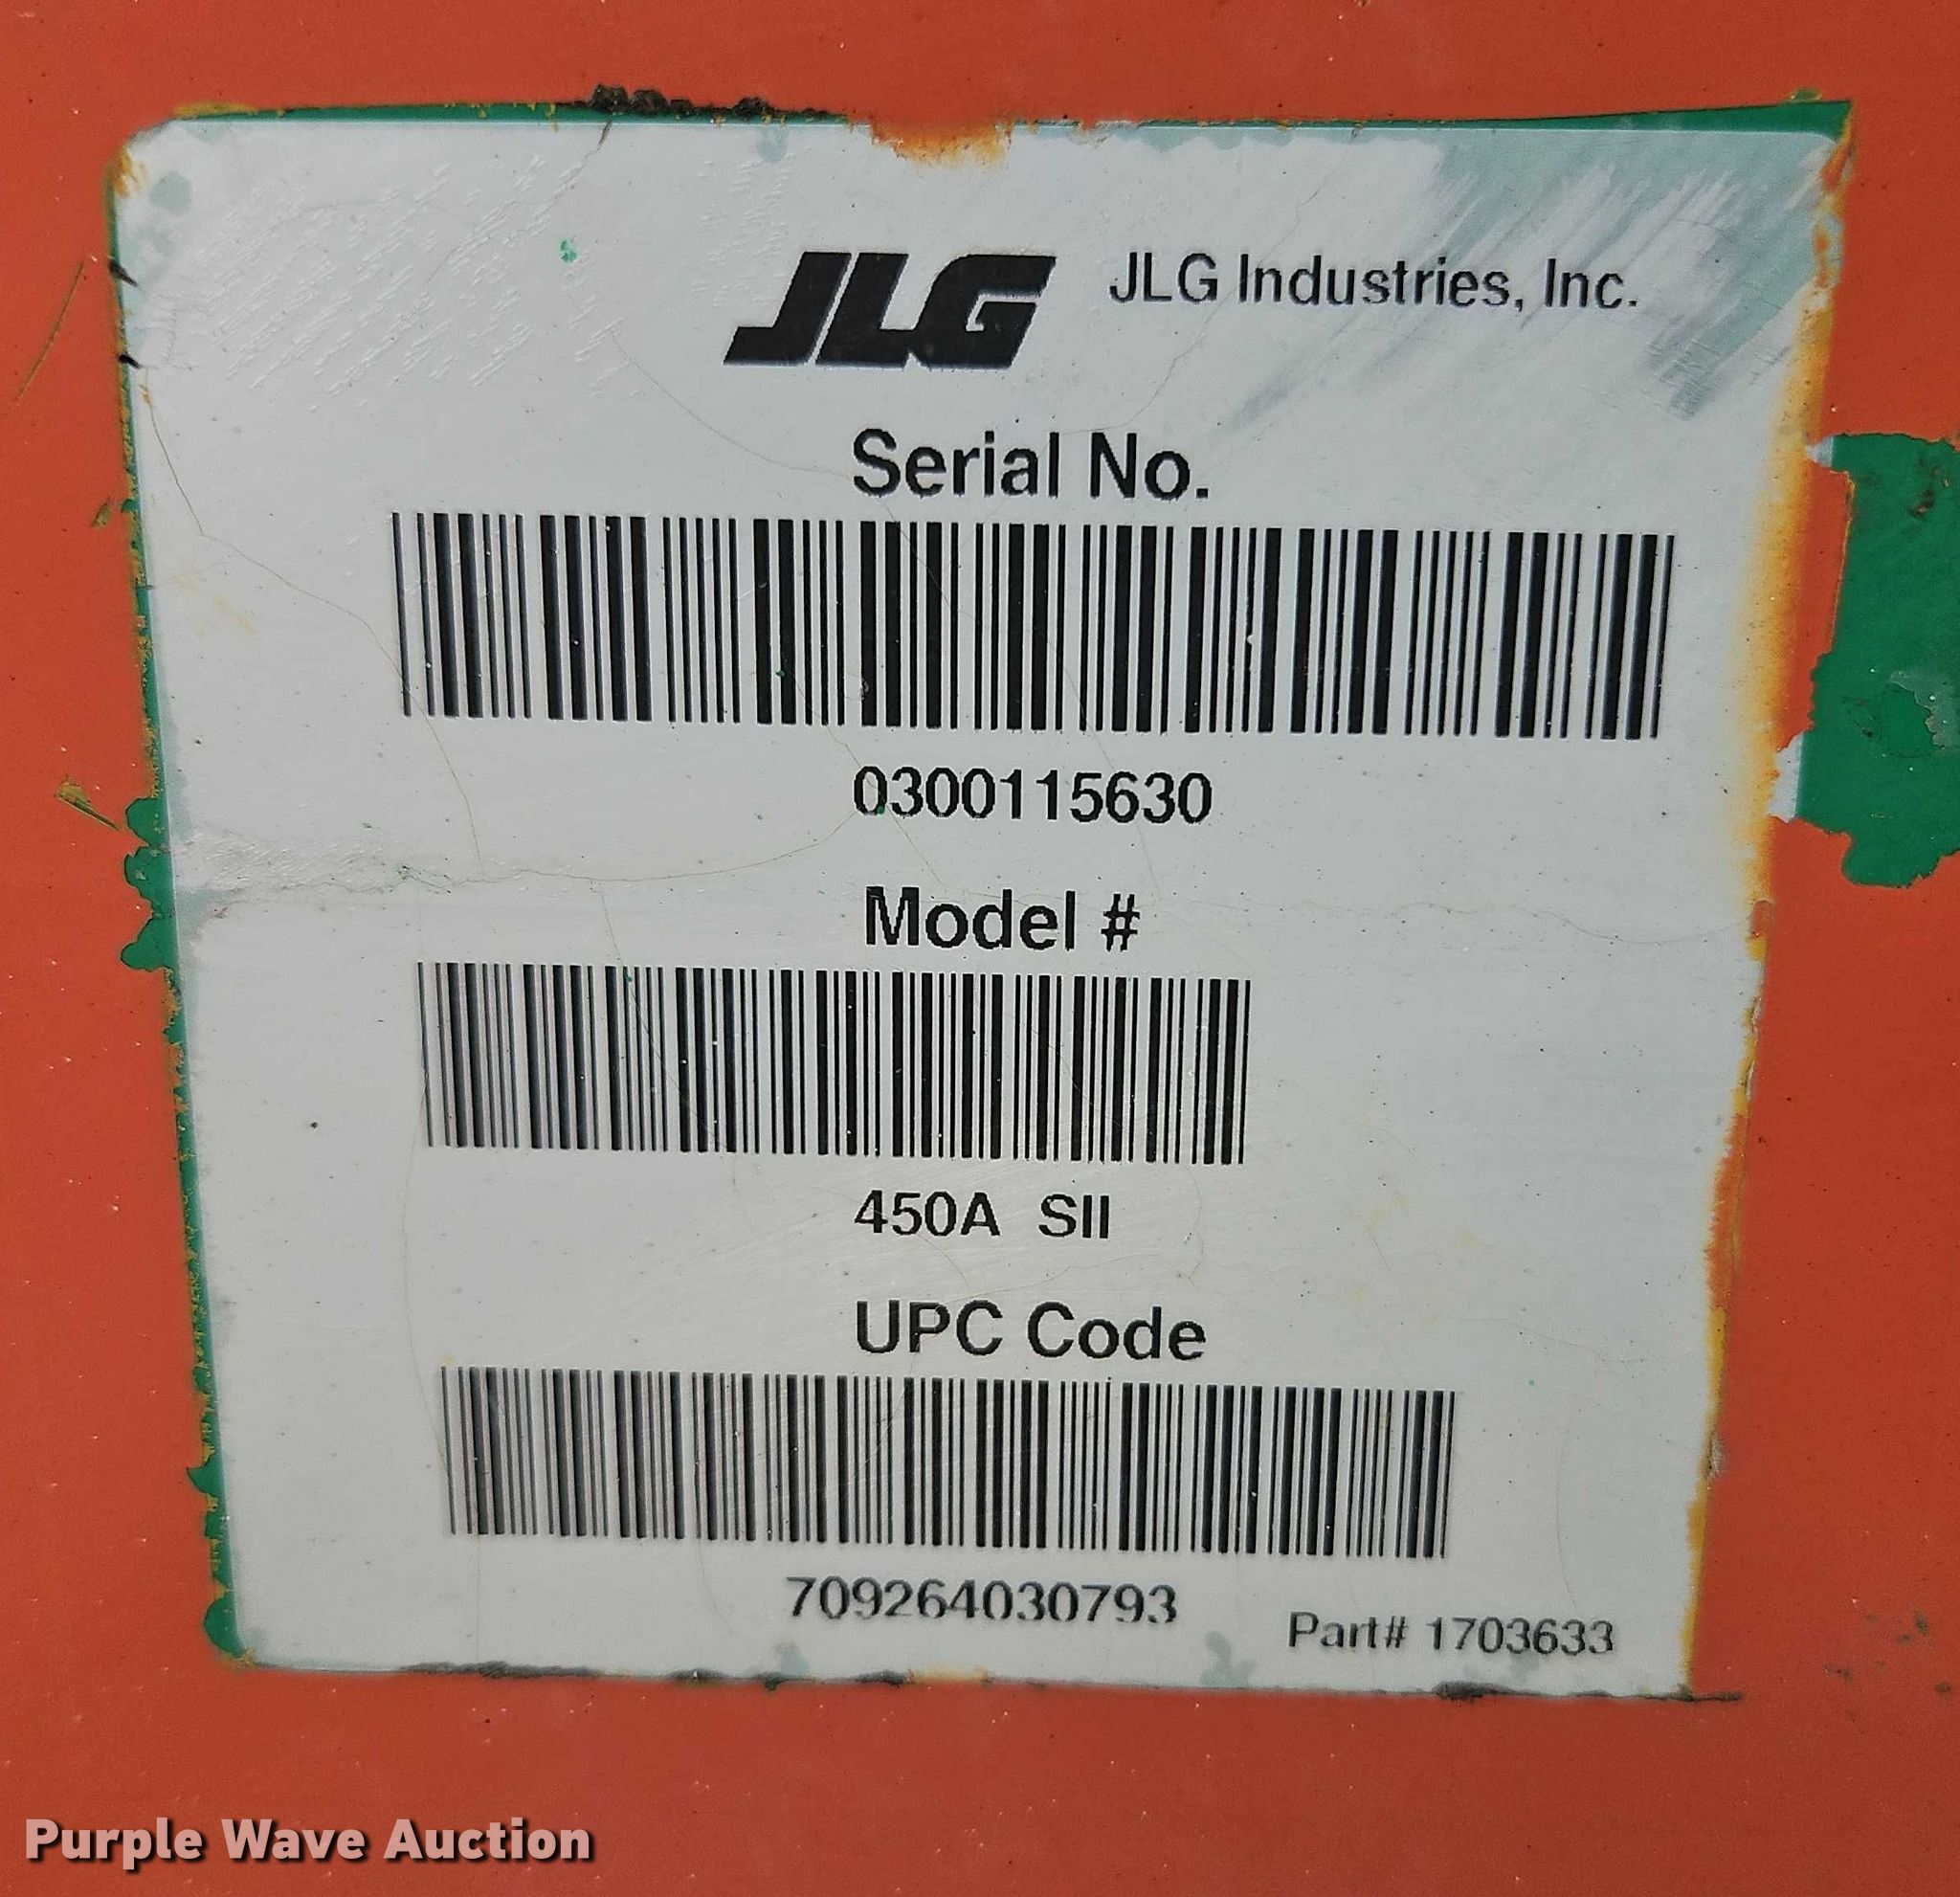 JLG JLG Industries, Inc.
Serial No.
0300115630
Model #
450A SII
UPC Code
709264030793
Part# 1703633
Purple Wave Auction